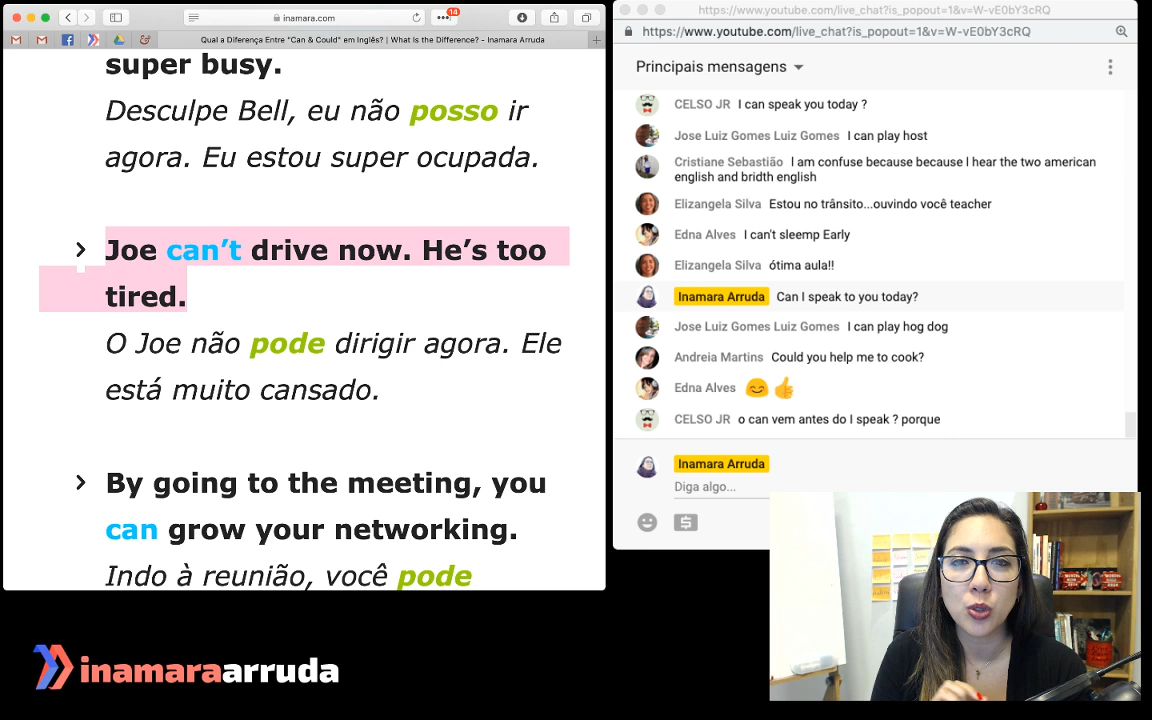 inamara.com
14
Qual a Diferença Entre "Can & Could" em Inglês? | What Is the Difference? - Inamara Arruda
super busy.
Desculpe Bell, eu não posso ir
agora. Eu estou super ocupada.
Joe can't drive now. He's too
tired.
O Joe não pode dirigir agora. Ele
está muito cansado.
By going to the meeting, you
can grow your networking.
Indo à reunião, você pode
https://www.youtube.com/live_chat?is_popout=1&v=W-vE0bY3cRQ
https://www.youtube.com/live_chat?is_popout=1&v=W-vE0bY3cRQ
Principais mensagens
CELSO JR I can speak you today ?
Jose Luiz Gomes Luiz Gomes I can play host
Cristiane Sebastião I am confuse because because I hear the two american
english and bridth english
Elizangela Silva Estou no trânsito...ouvindo você teacher
Edna Alves I can't sleemp Early
Elizangela Silva ótima aula!!
Inamara Arruda Can I speak to you today?
Jose Luiz Gomes Luiz Gomes I can play hog dog
Andreia Martins Could you help me to cook?
Edna Alves 😊👍
CELSO JR o can vem antes do I speak ? porque
Inamara Arruda
Diga algo...
inamaraarruda